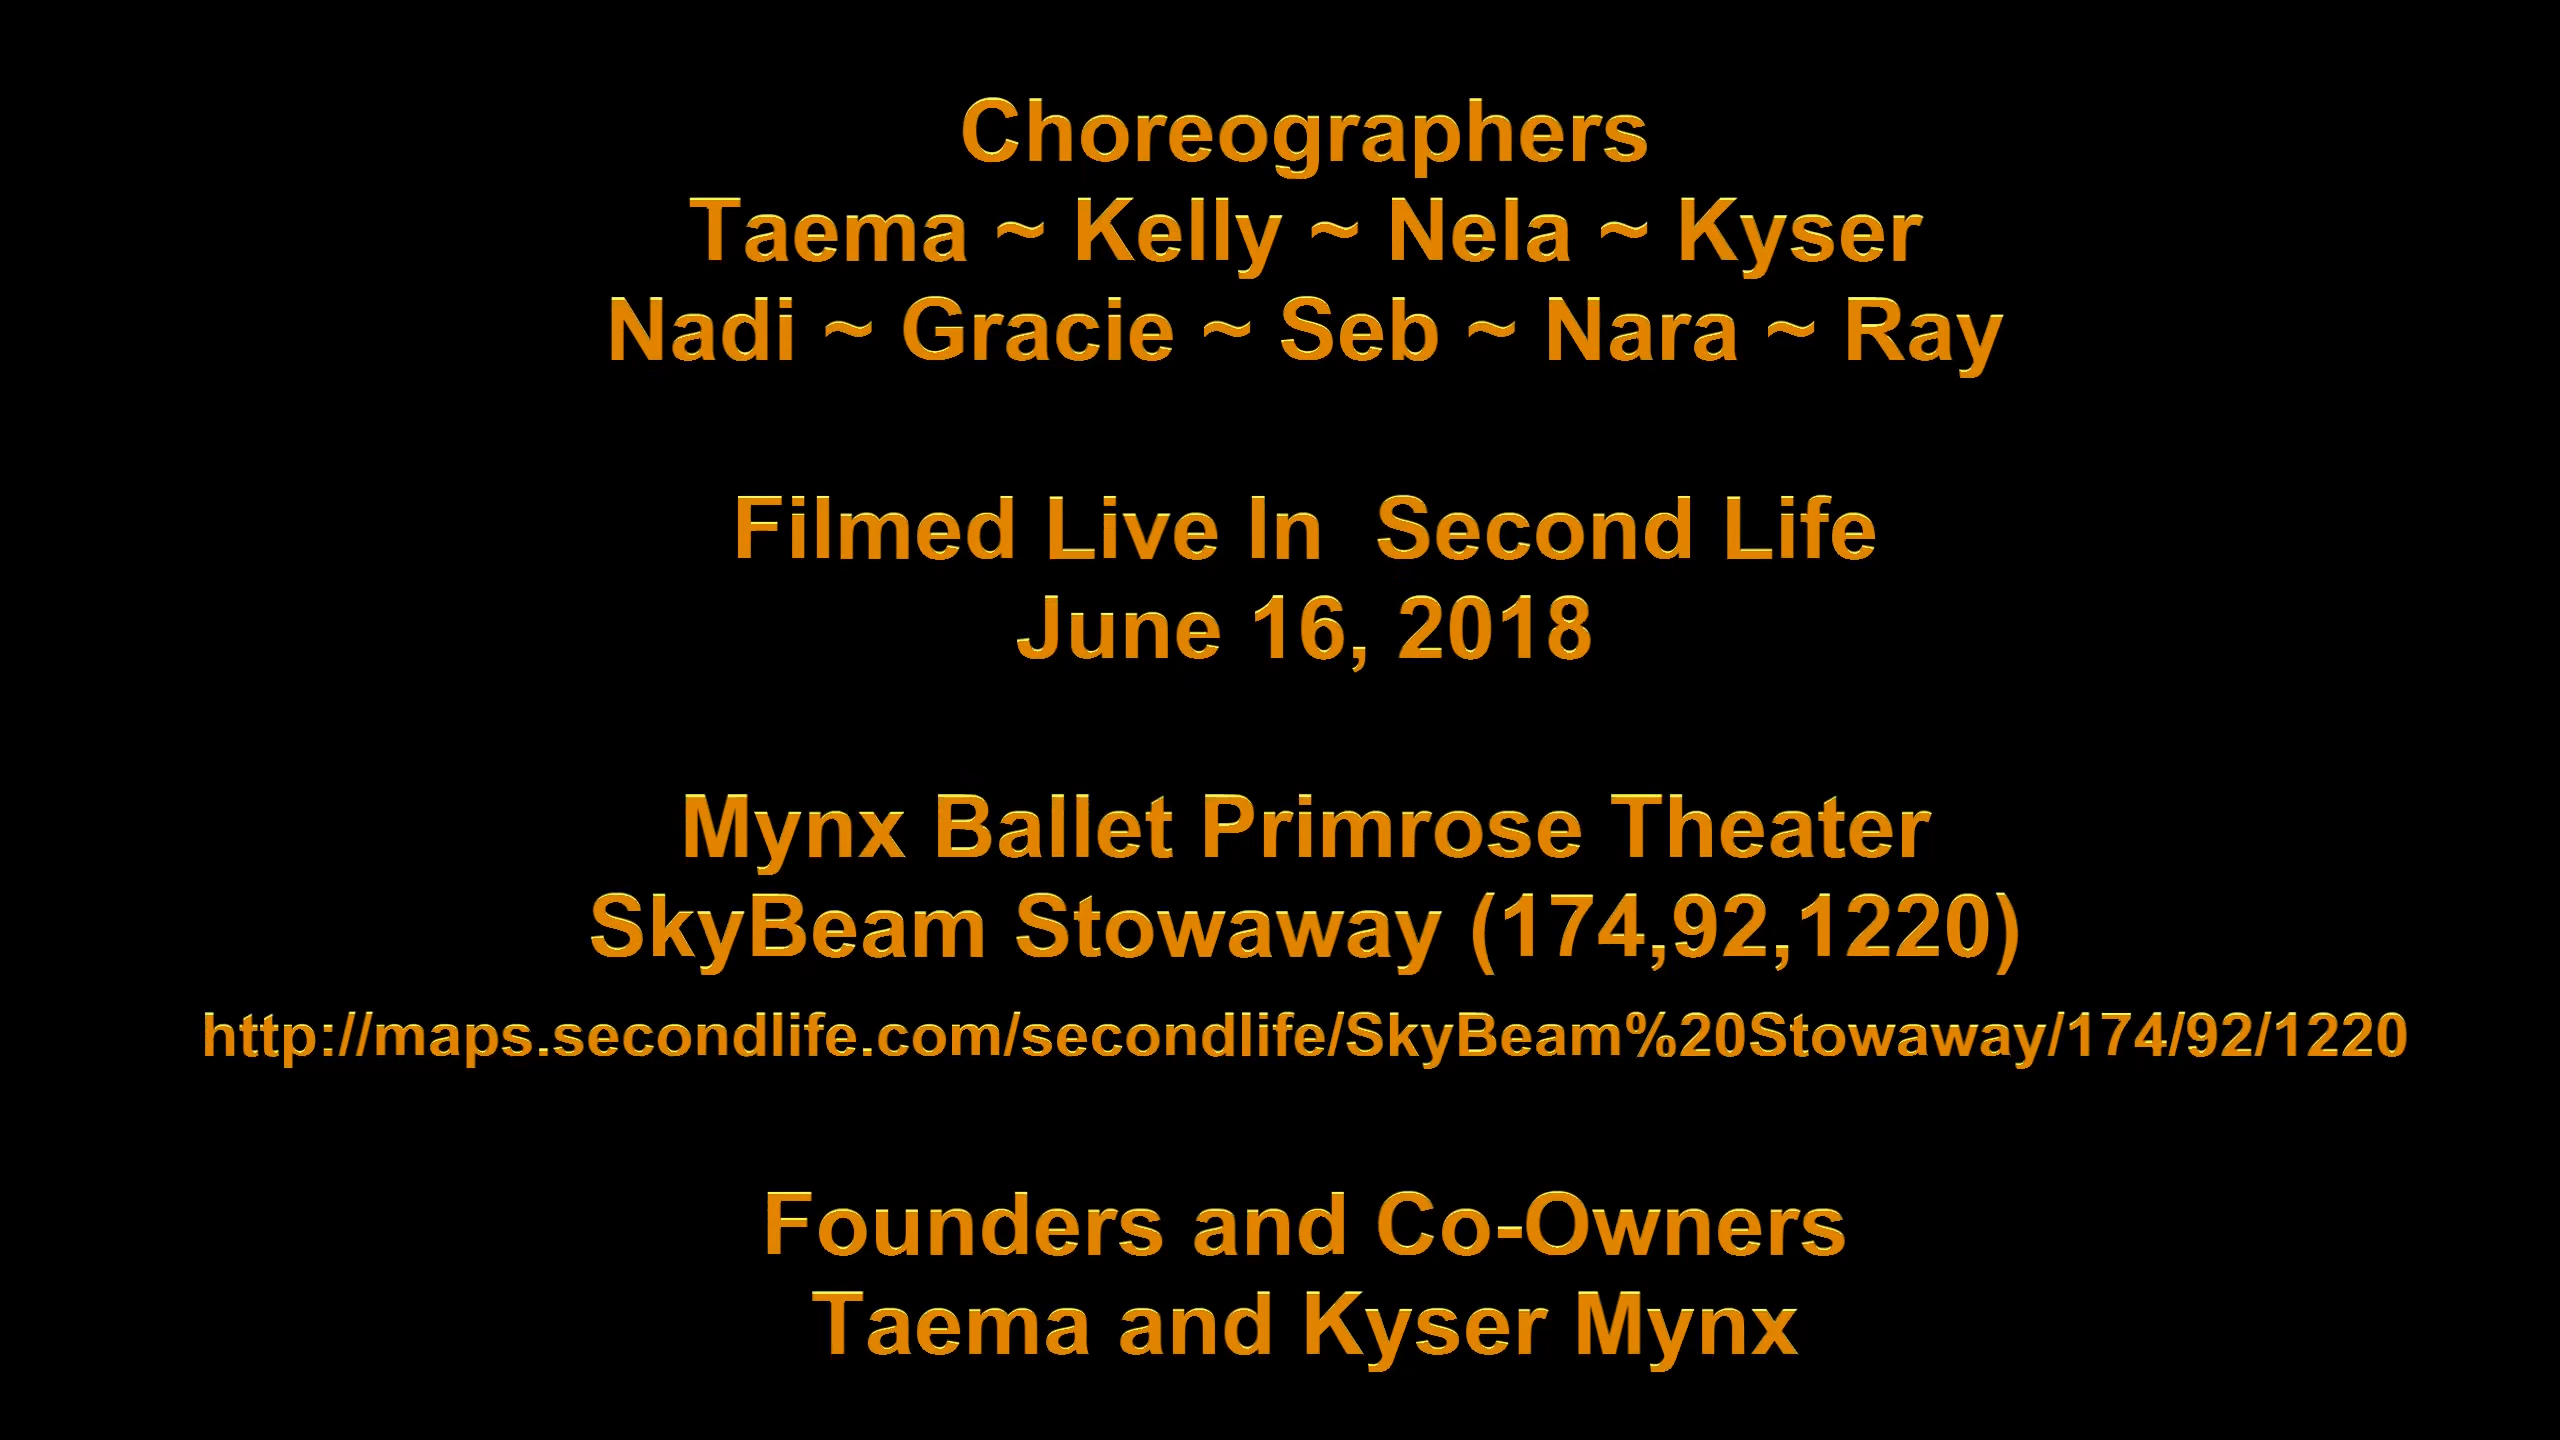 Choreographers
Taema ~ Kelly ~ Nela ~ Kyser
Nadi ~ Gracie ~ Seb ~ Nara ~ Ray
Filmed Live In  Second Life
June 16, 2018
Mynx Ballet Primrose Theater
SkyBeam Stowaway (174,92,1220)
http://maps.secondlife.com/secondlife/SkyBeam%20Stowaway/174/92/1220
Founders and Co-Owners
Taema and Kyser Mynx